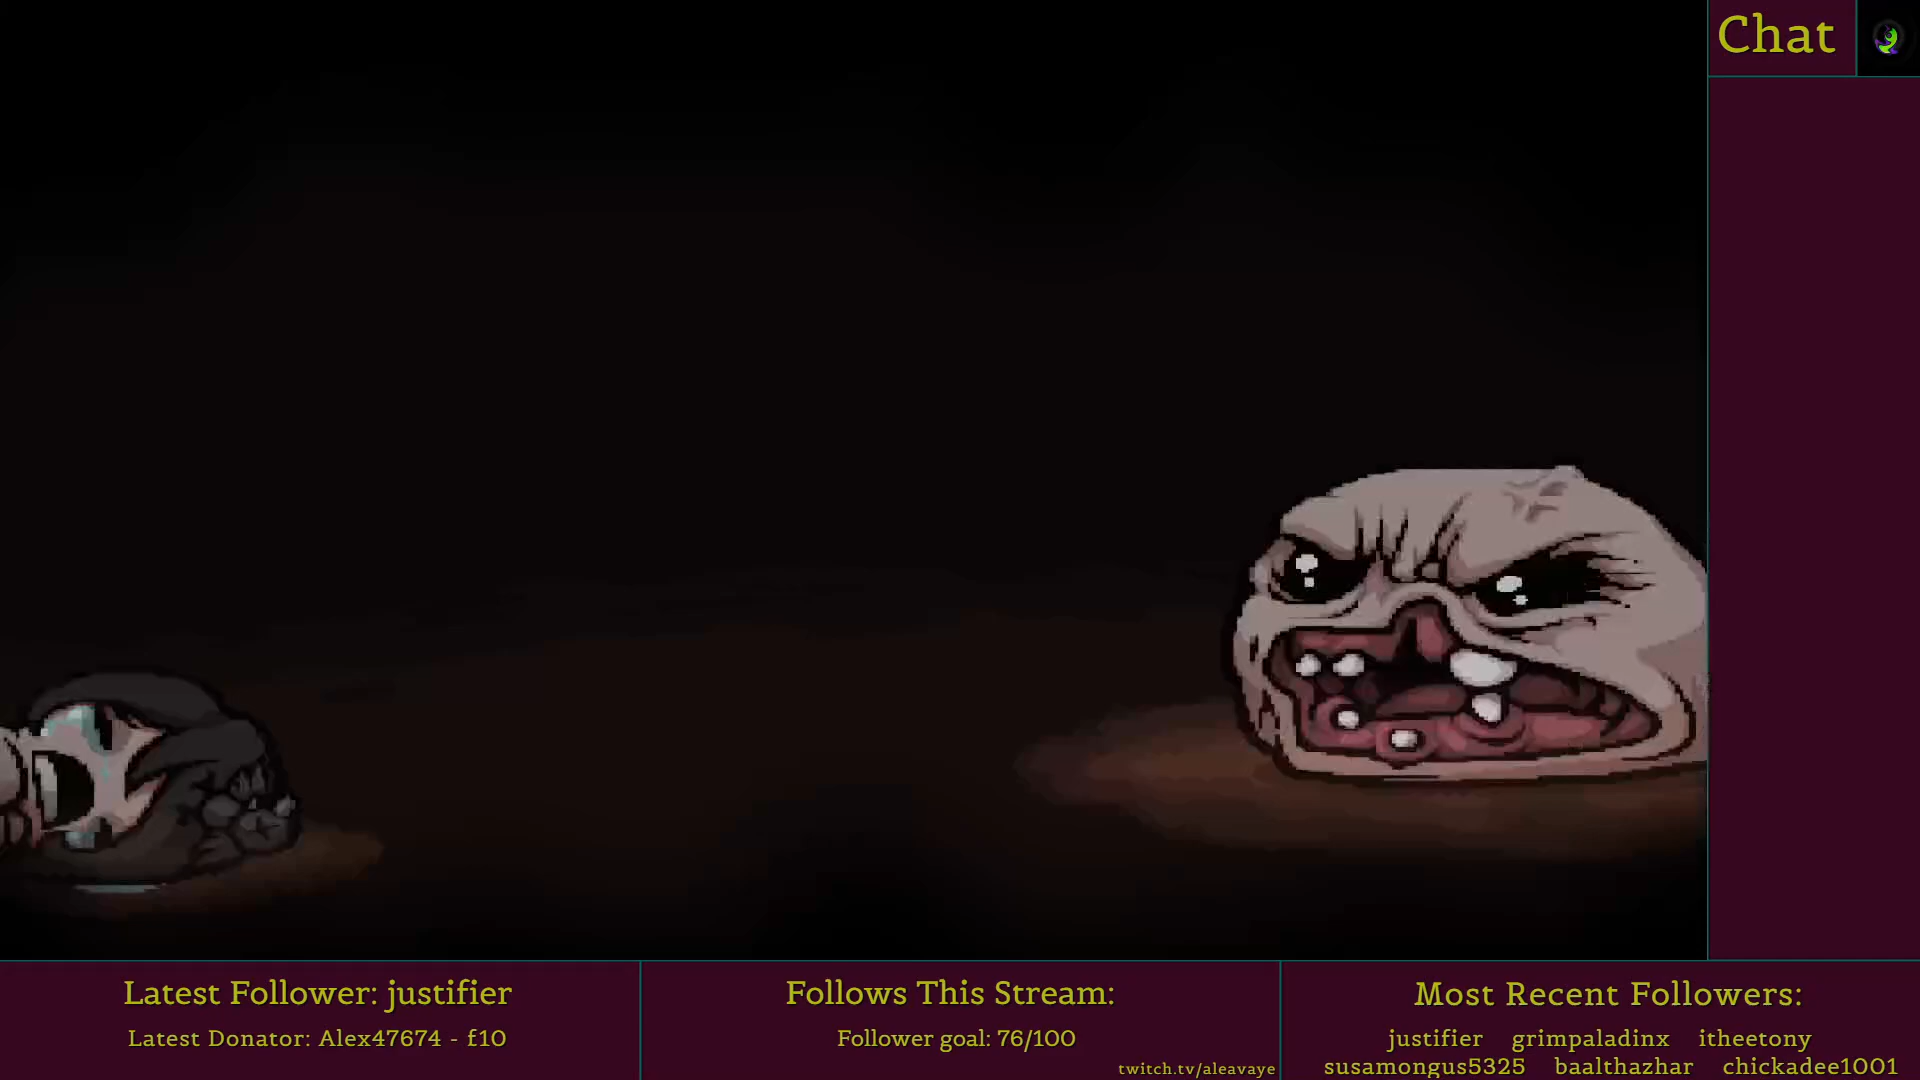 Chat
Latest Follower: justifier
Latest Donator: Alex47674 - f10
Follows This Stream:
Follower goal: 76/100
twitch.tv/aleavaye
Most Recent Followers:
justifier grimpaladinx itheetony
susamongus5325 baalthazhar chickadee1001